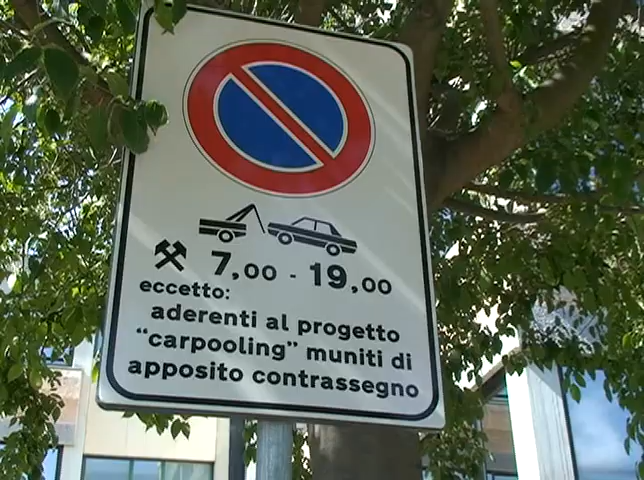 7,00 - 19,00
eccetto:
aderenti al progetto
"carpooling" muniti di
apposito contrassegno